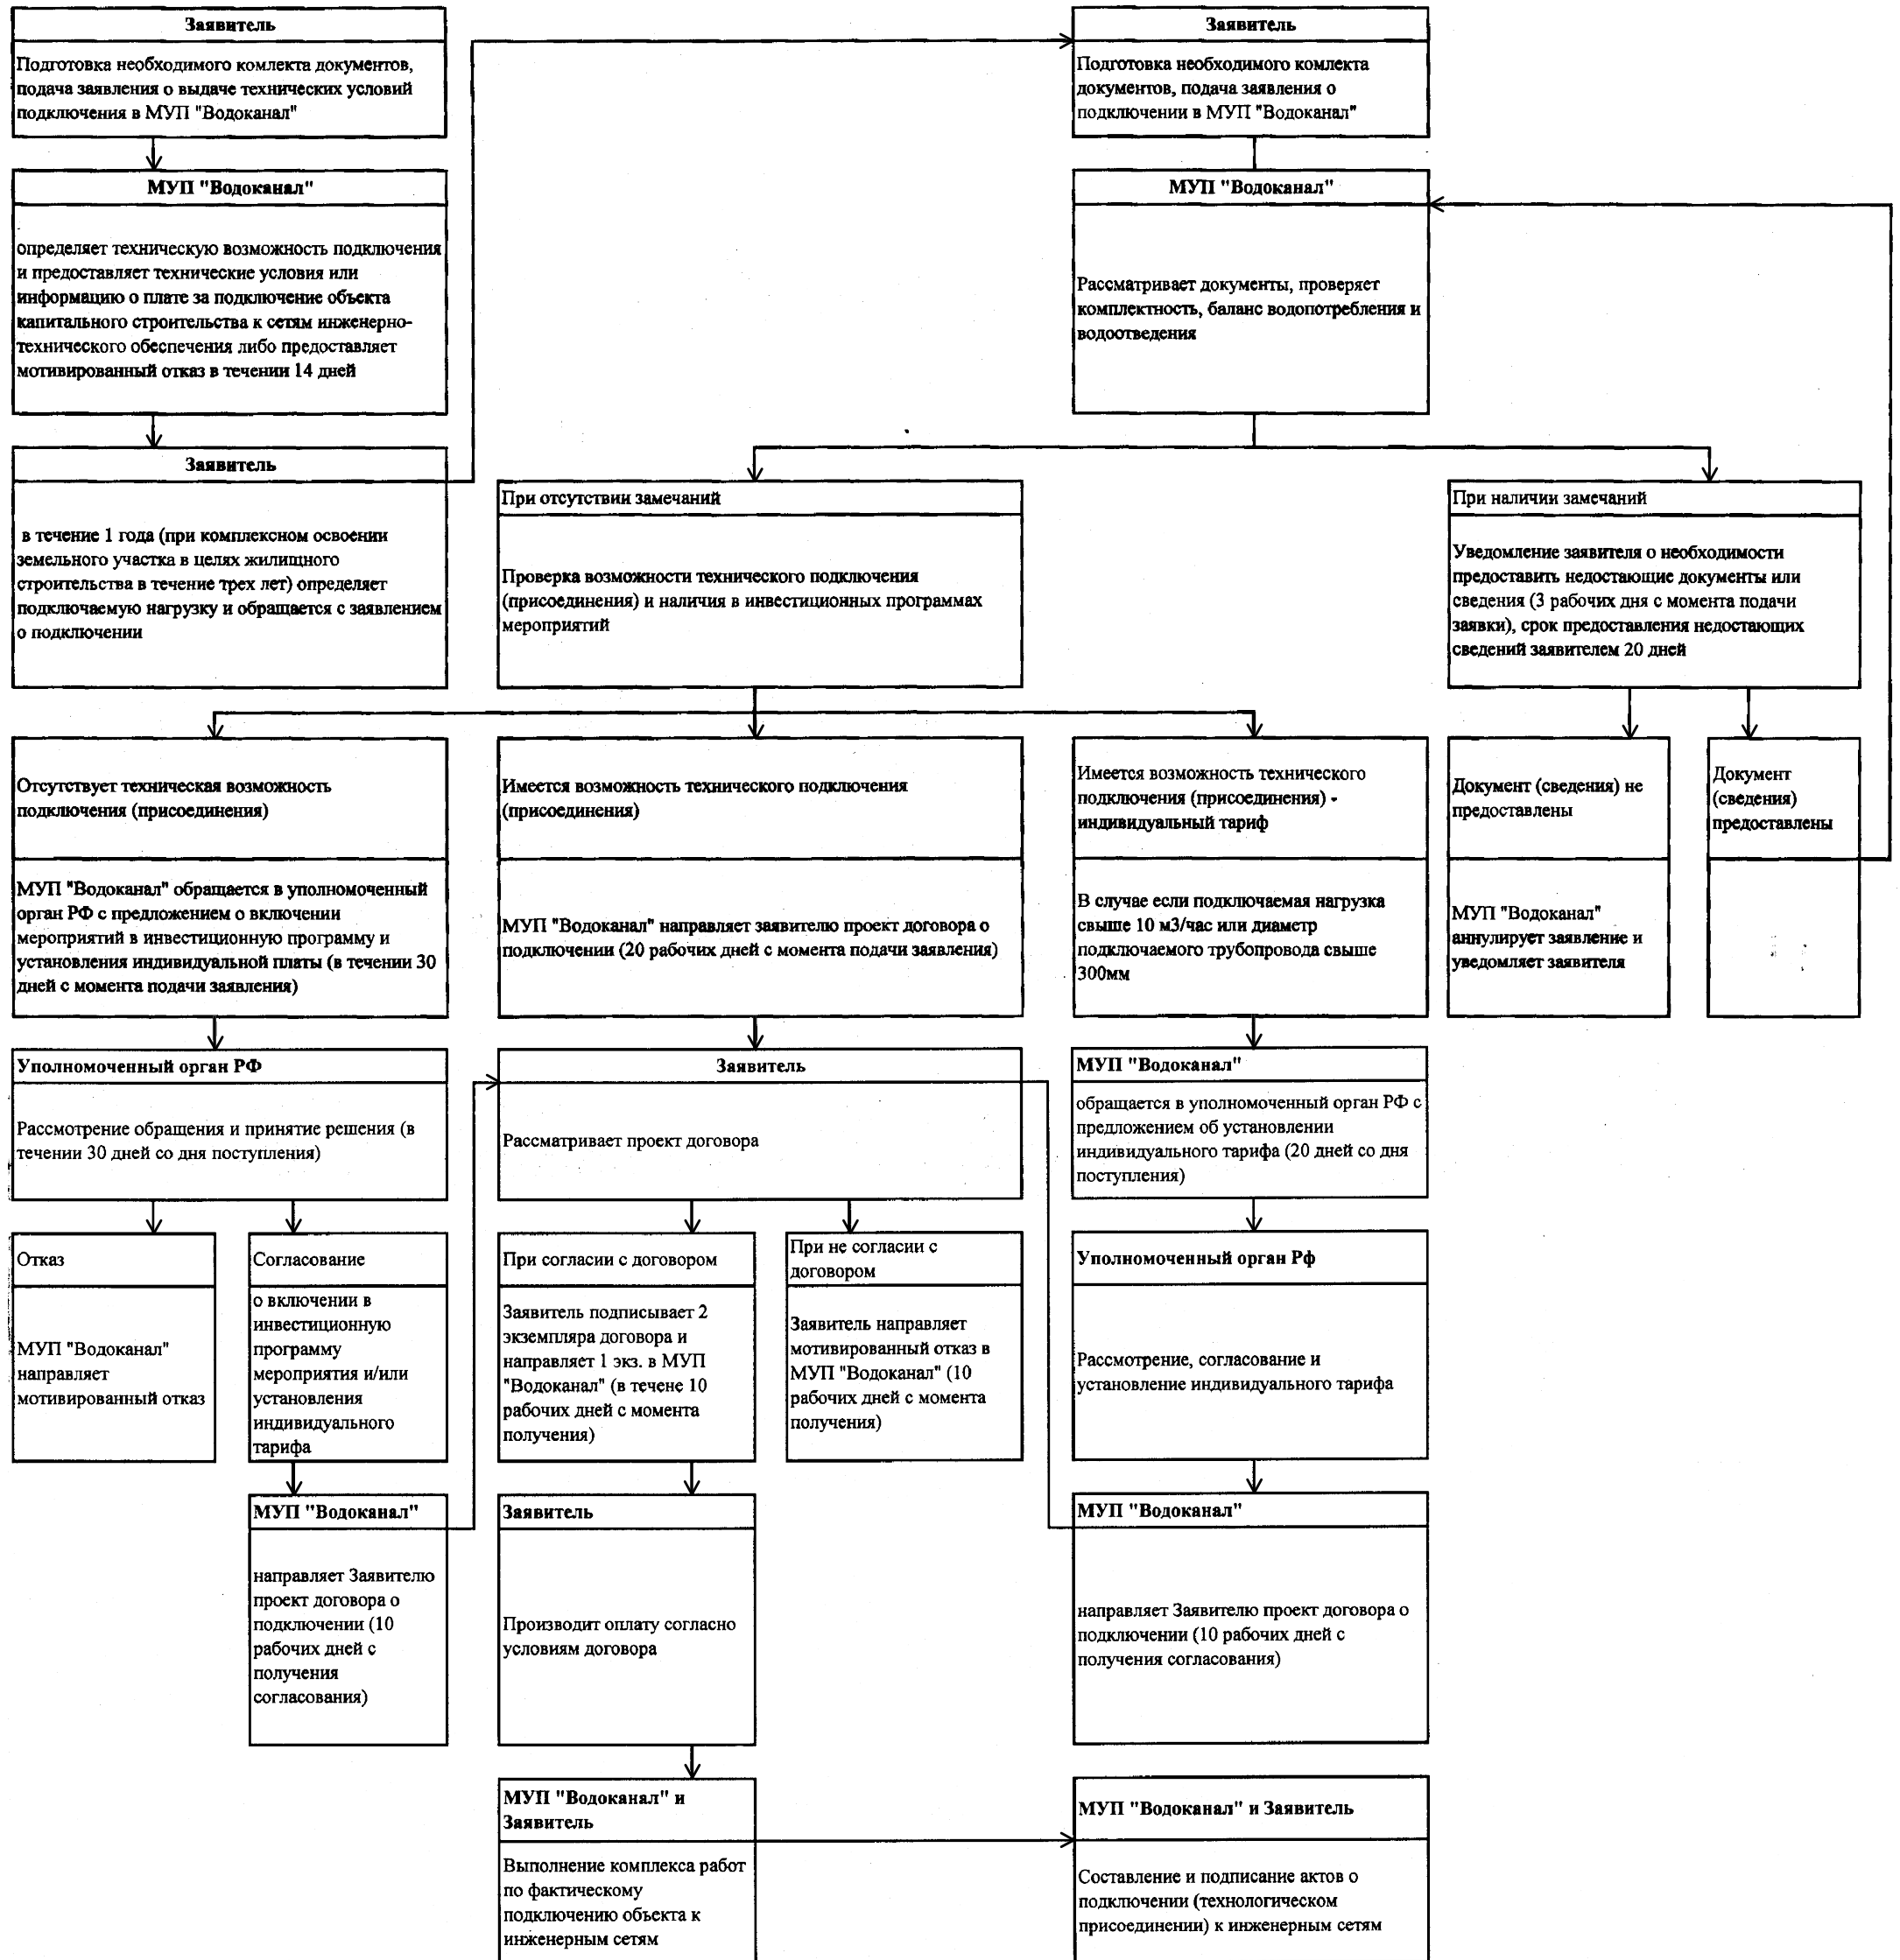 Заявитель
Подготовка необходимого комлекта документов,
подача заявления о выдаче технических условий
подключения в МУП "Водоканал"
Заявитель
Подготовка необходимого комлекта
документов, подача заявления о
подключении в МУП "Водоканал"
МУП "Водоканал"
определяет техническую возможность подключения
и предоставляет технические условия или
информацию о плате за подключение объекта
капитального строительства к сетям инженерно-
технического обеспечения либо предоставляет
мотивированный отказ в течении 14 дней
МУП "Водоканал"
Рассматривает документы, проверяет
комплектность, баланс водопотребления и
водоотведения
Заявитель
в течение 1 года (при комплексном освоении
земельного участка в целях жилищного
строительства в течение трех лет) определяет
подключаемую нагрузку и обращается с заявлением
о подключении
При отсутствии замечаний
Проверка возможности технического подключения
(присоединения) и наличия в инвестиционных программах
мероприятий
При наличии замечаний
Уведомление заявителя о необходимости
предоставить недостающие документы или
сведения (3 рабочих дня с момента подачи
заявки), срок предоставления недостающих
сведений заявителем 20 дней
Отсутствует техническая возможность
подключения (присоединения)
МУП "Водоканал" обращается в уполномоченный
орган РФ с предложением о включении
мероприятий в инвестиционную программу и
установления индивидуальной платы (в течении 30
дней с момента подачи заявления)
Имеется возможность технического подключения
(присоединения)
МУП "Водоканал" направляет заявителю проект договора о
подключении (20 рабочих дней с момента подачи заявления)
Имеется возможность технического
подключения (присоединения) -
индивидуальный тариф
В случае если подключаемая нагрузка
свыше 10 м3/час или диаметр
подключаемого трубопровода свыше
300мм
Документ (сведения) не
предоставлены
МУП "Водоканал"
аннулирует заявление и
уведомляет заявителя
Документ
(сведения)
предоставлены
Уполномоченный орган РФ
Рассмотрение обращения и принятие решения (в
течении 30 дней со дня поступления)
Заявитель
Рассматривает проект договора
МУП "Водоканал"
обращается в уполномоченный орган РФ с
предложением об установлении
индивидуального тарифа (20 дней со дня
поступления)
Отказ
МУП "Водоканал"
направляет
мотивированный отказ
Согласование
о включении в
инвестиционную
программу
мероприятия и/или
установления
индивидуального
тарифа
При согласии с договором
Заявитель подписывает 2
экземпляра договора и
направляет 1 экз. в МУП
"Водоканал" (в течене 10
рабочих дней с момента
получения)
При не согласии с
договором
Заявитель направляет
мотивированный отказ в
МУП "Водоканал" (10
рабочих дней с момента
получения)
Уполномоченный орган Рф
Рассмотрение, согласование и
установление индивидуального тарифа
МУП "Водоканал"
направляет Заявителю
проект договора о
подключении (10
рабочих дней с
получения
согласования)
Заявитель
Производит оплату согласно
условиям договора
МУП "Водоканал"
направляет Заявителю проект договора о
подключении (10 рабочих дней с
получения согласования)
МУП "Водоканал" и
Заявитель
Выполнение комплекса работ
по фактическому
подключению объекта к
инженерным сетям
МУП "Водоканал" и Заявитель
Составление и подписание актов о
подключении (технологическом
присоединении) к инженерным сетям